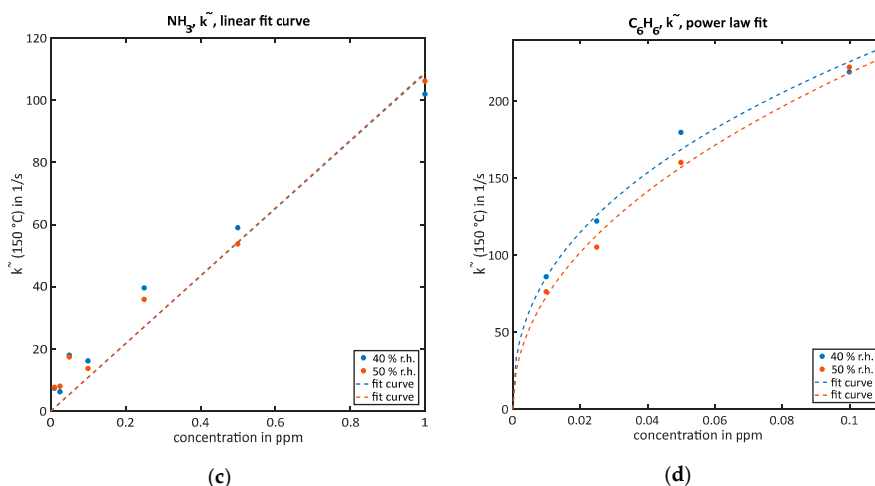 NH3, k̃, linear fit curve
120
100
80
60
40
20
0
k̃ (150 °C) in 1/s
0
0.2
0.4
0.6
0.8
1
concentration in ppm
40 % r.h.
50 % r.h.
fit curve
fit curve
(c)
C6H6, k̃, power law fit
200
150
100
50
0
k̃ (150 °C) in 1/s
0
0.02
0.04
0.06
0.08
0.1
concentration in ppm
40 % r.h.
50 % r.h.
fit curve
fit curve
(d)